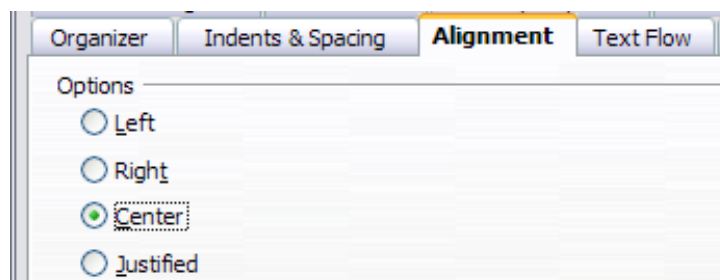 Organizer Indents & Spacing Alignment Text Flow
Options
Left
Right
Center
Justified